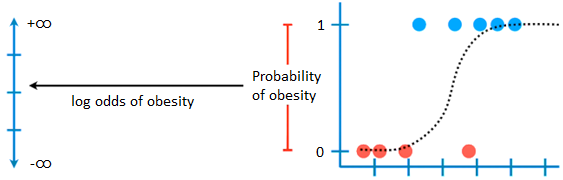 +∞
log odds of obesity
-∞
Probability
of obesity
1
0